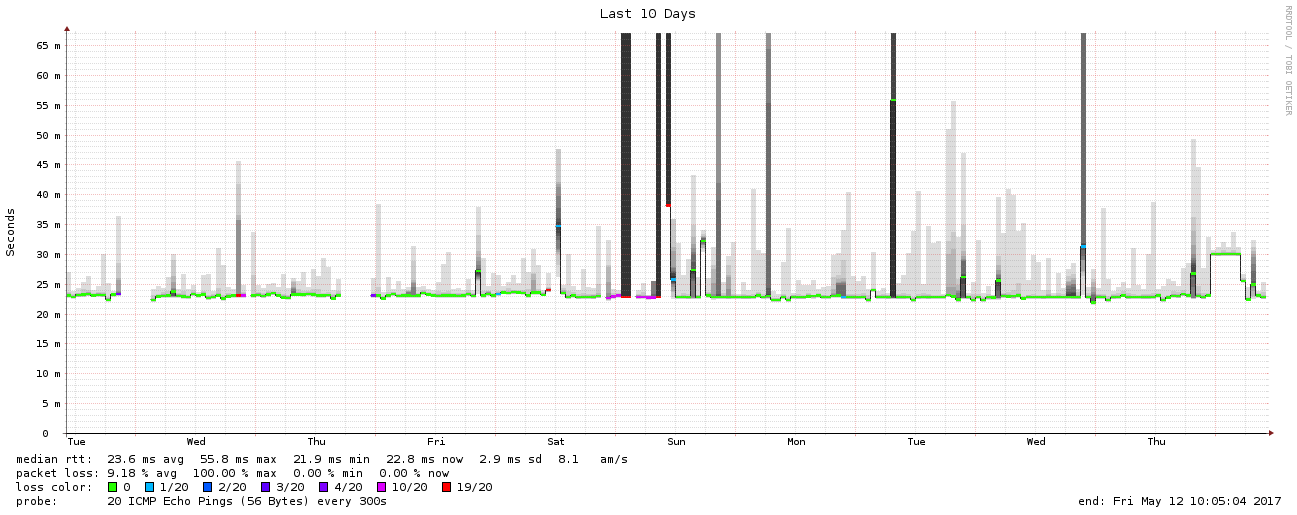 Last 10 Days
RRDTOOL / TOBI OETIKER
65 m
60 m
55 m
50 m
45 m
40 m
35 m
30 m
25 m
20 m
15 m
10 m
5 m
0
Seconds
Tue Wed Thu Fri Sat Sun Mon Tue Wed Thu
median rtt: 23.6 ms avg 55.8 ms max 21.9 ms min 22.8 ms now 2.9 ms sd 8.1 am/s
packet loss: 9.18 % avg 100.00 % max 0.00 % min 0.00 % now
loss color: 0 1/20 2/20 3/20 4/20 10/20 19/20
probe: 20 ICMP Echo Pings (56 Bytes) every 300s end: Fri May 12 10:05:04 2017